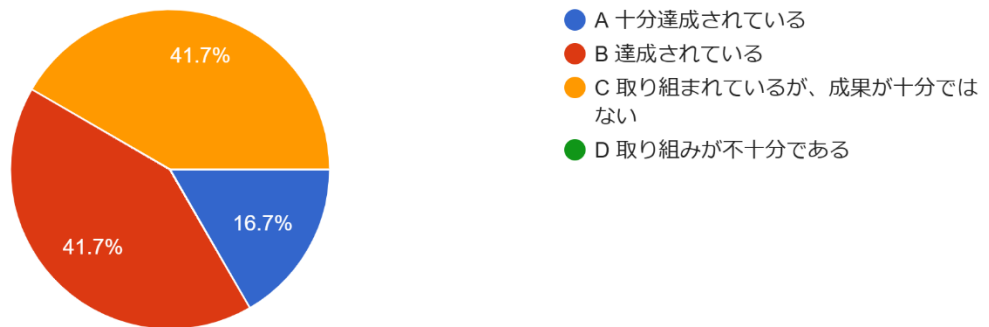 41.7%
41.7%
16.7%
A 十分達成されている
B 達成されている
C 取り組まれているが、成果が十分では
ない
D 取り組みが不十分である